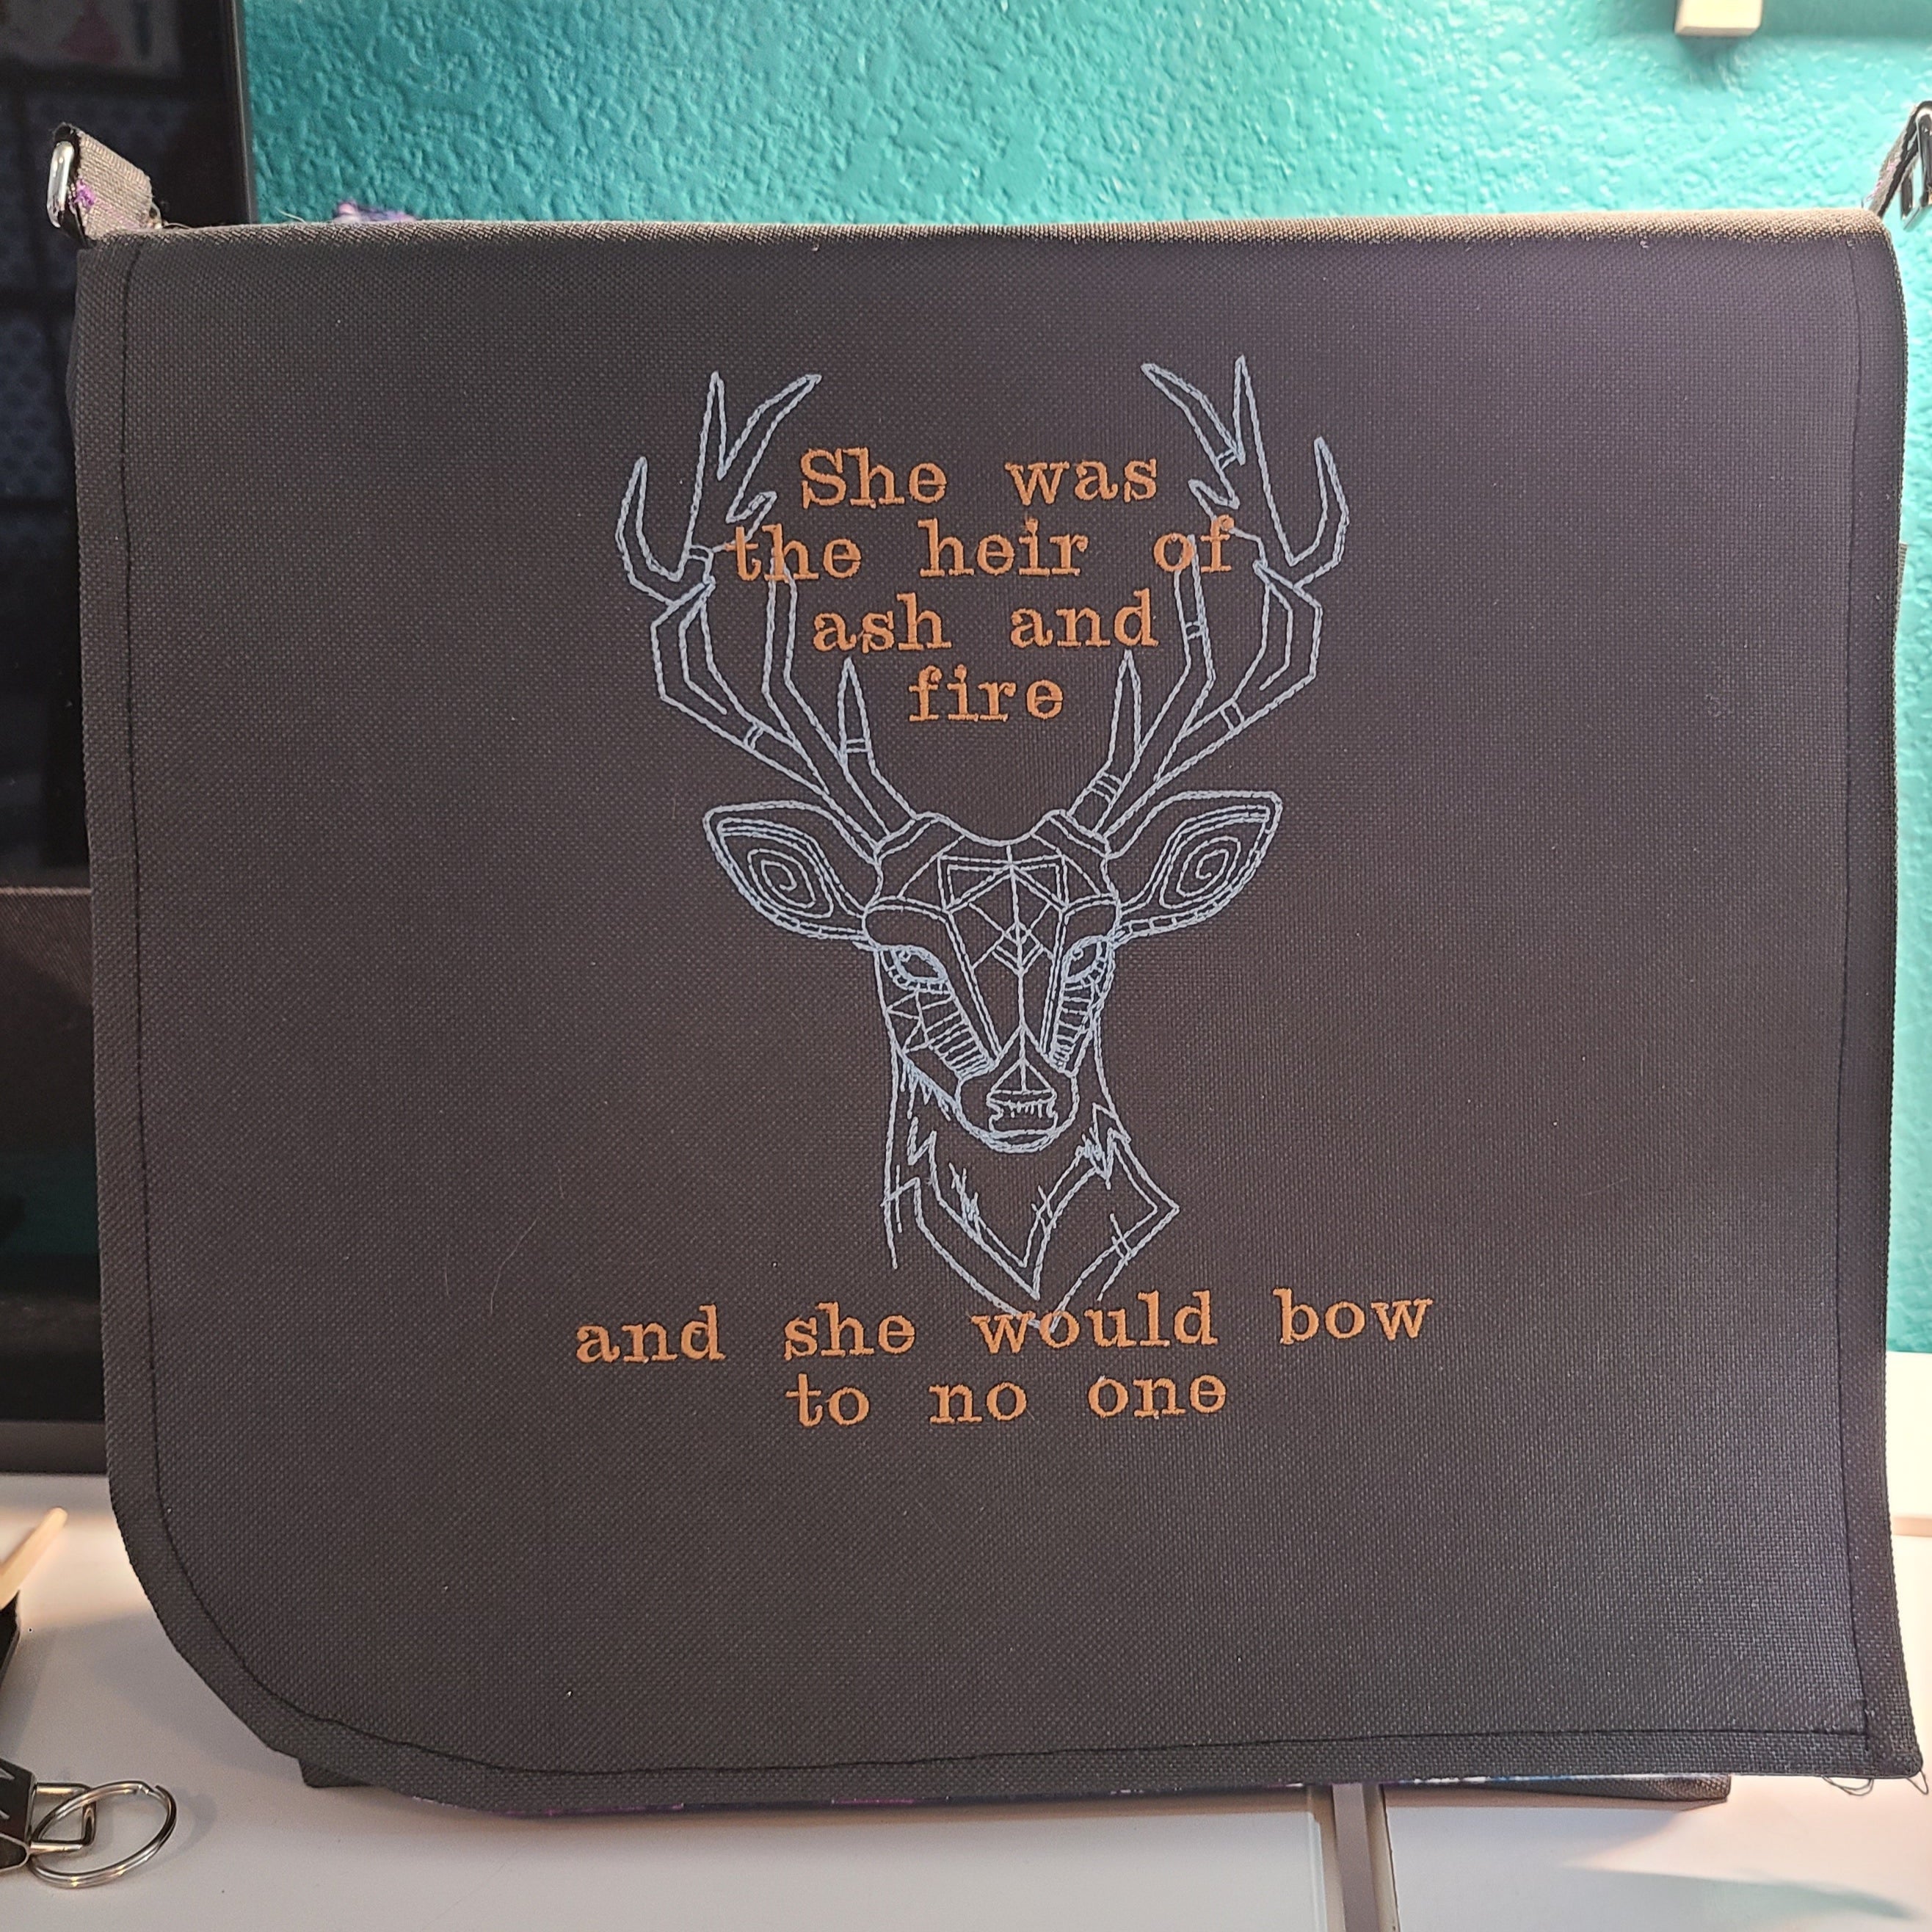 She was
the heir of
ash and
fire
and she would bow
to no one